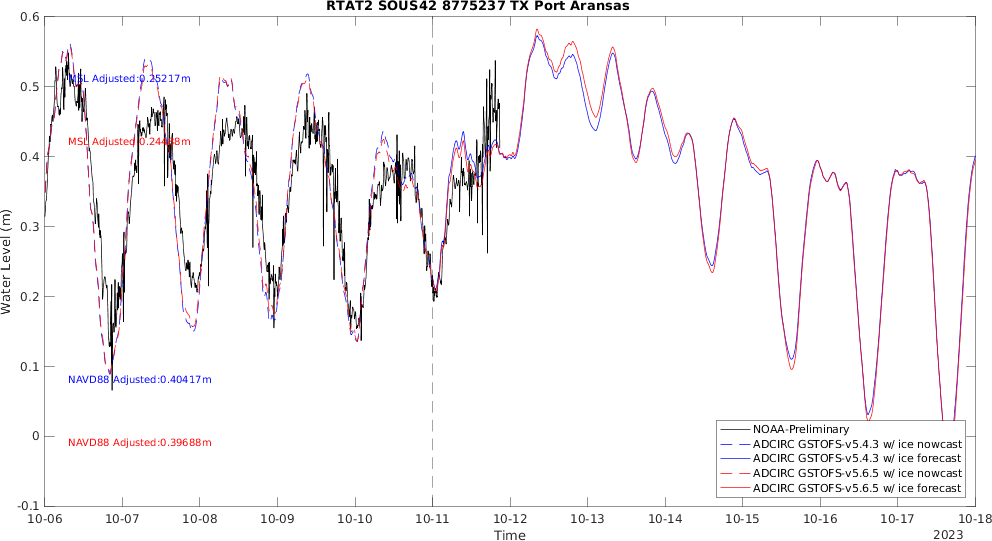 RTAT2 SOUS42 8775237 TX Port Aransas
0.6
0.5
0.4
0.3
0.2
0.1
0
-0.1
Water Level (m)
MSL Adjusted:0.25217m
MSL Adjusted:0.24488m
NAVD88 Adjusted:0.40417m
NAVD88 Adjusted:0.39688m
NOAA-Preliminary
ADCIRC GSTOFS-v5.4.3 w/ ice nowcast
ADCIRC GSTOFS-v5.4.3 w/ ice forecast
ADCIRC GSTOFS-v5.6.5 w/ ice nowcast
ADCIRC GSTOFS-v5.6.5 w/ ice forecast
10-06 10-07 10-08 10-09 10-10 10-11 10-12 10-13 10-14 10-15 10-16 10-17 10-18
Time
2023